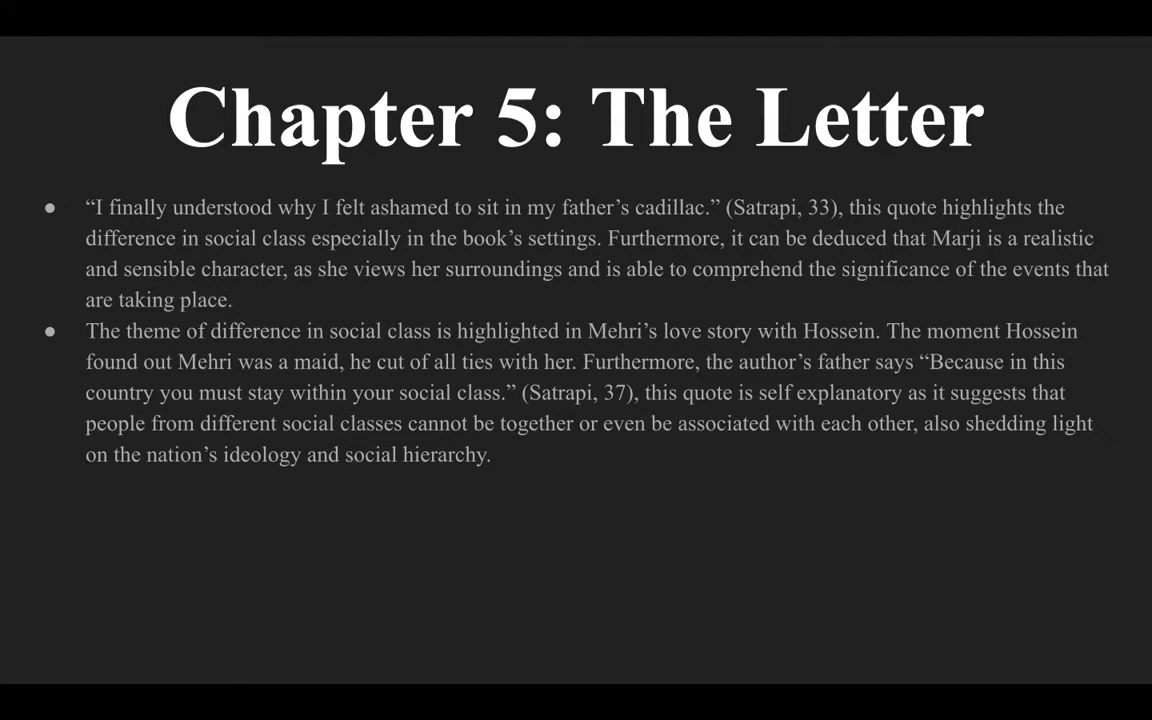 Chapter 5: The Letter
● “I finally understood why I felt ashamed to sit in my father’s cadillac.” (Satrapi, 33), this quote highlights the
difference in social class especially in the book’s settings. Furthermore, it can be deduced that Marji is a realistic
and sensible character, as she views her surroundings and is able to comprehend the significance of the events that
are taking place.
● The theme of difference in social class is highlighted in Mehri’s love story with Hossein. The moment Hossein
found out Mehri was a maid, he cut of all ties with her. Furthermore, the author’s father says “Because in this
country you must stay within your social class.” (Satrapi, 37), this quote is self explanatory as it suggests that
people from different social classes cannot be together or even be associated with each other, also shedding light
on the nation’s ideology and social hierarchy.